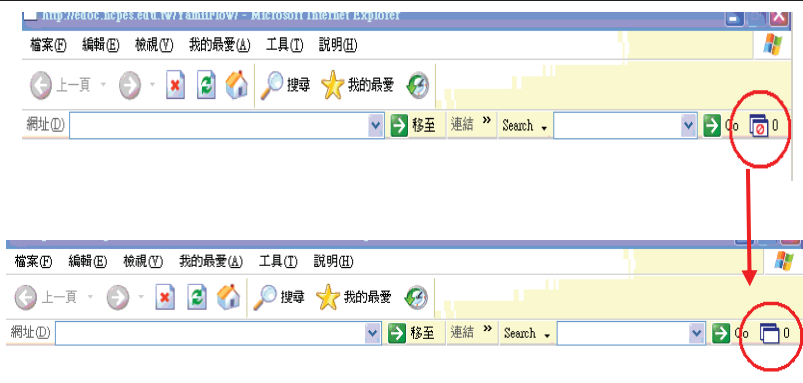 http://edoc.hcpes.edu.tw/YamiiFlow/ - Microsoft Internet Explorer
檔案(F) 編輯(E) 檢視(V) 我的最愛(A) 工具(T) 說明(H)
上一頁 搜尋 我的最愛
網址(D) 移至 連結 » Search Go 0
檔案(F) 編輯(E) 檢視(V) 我的最愛(A) 工具(T) 說明(H)
上一頁 搜尋 我的最愛
網址(D) 移至 連結 » Search Go 0